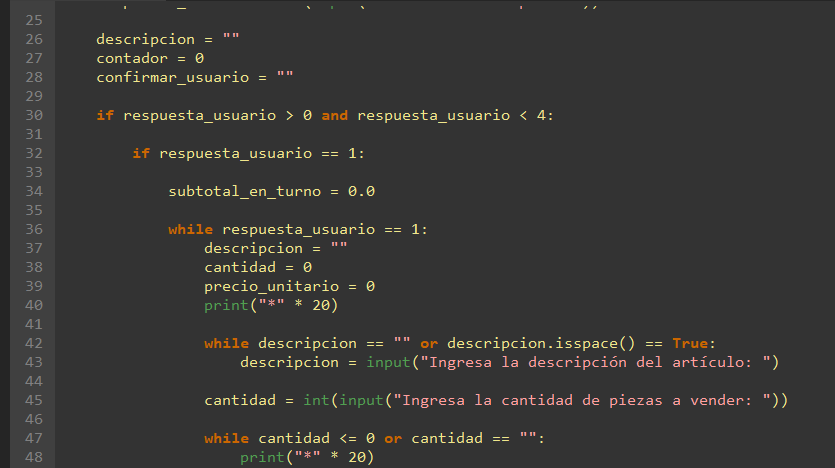 25
26 descripcion = ""
27 contador = 0
28 confirmar_usuario = ""
29
30 if respuesta_usuario > 0 and respuesta_usuario < 4:
31
32 if respuesta_usuario == 1:
33
34 subtotal_en_turno = 0.0
35
36 while respuesta_usuario == 1:
37 descripcion = ""
38 cantidad = 0
39 precio_unitario = 0
40 print("*" * 20)
41
42 while descripcion == "" or descripcion.isspace() == True:
43 descripcion = input("Ingresa la descripción del artículo: ")
44
45 cantidad = int(input("Ingresa la cantidad de piezas a vender: "))
46
47 while cantidad <= 0 or cantidad == "":
48 print("*" * 20)